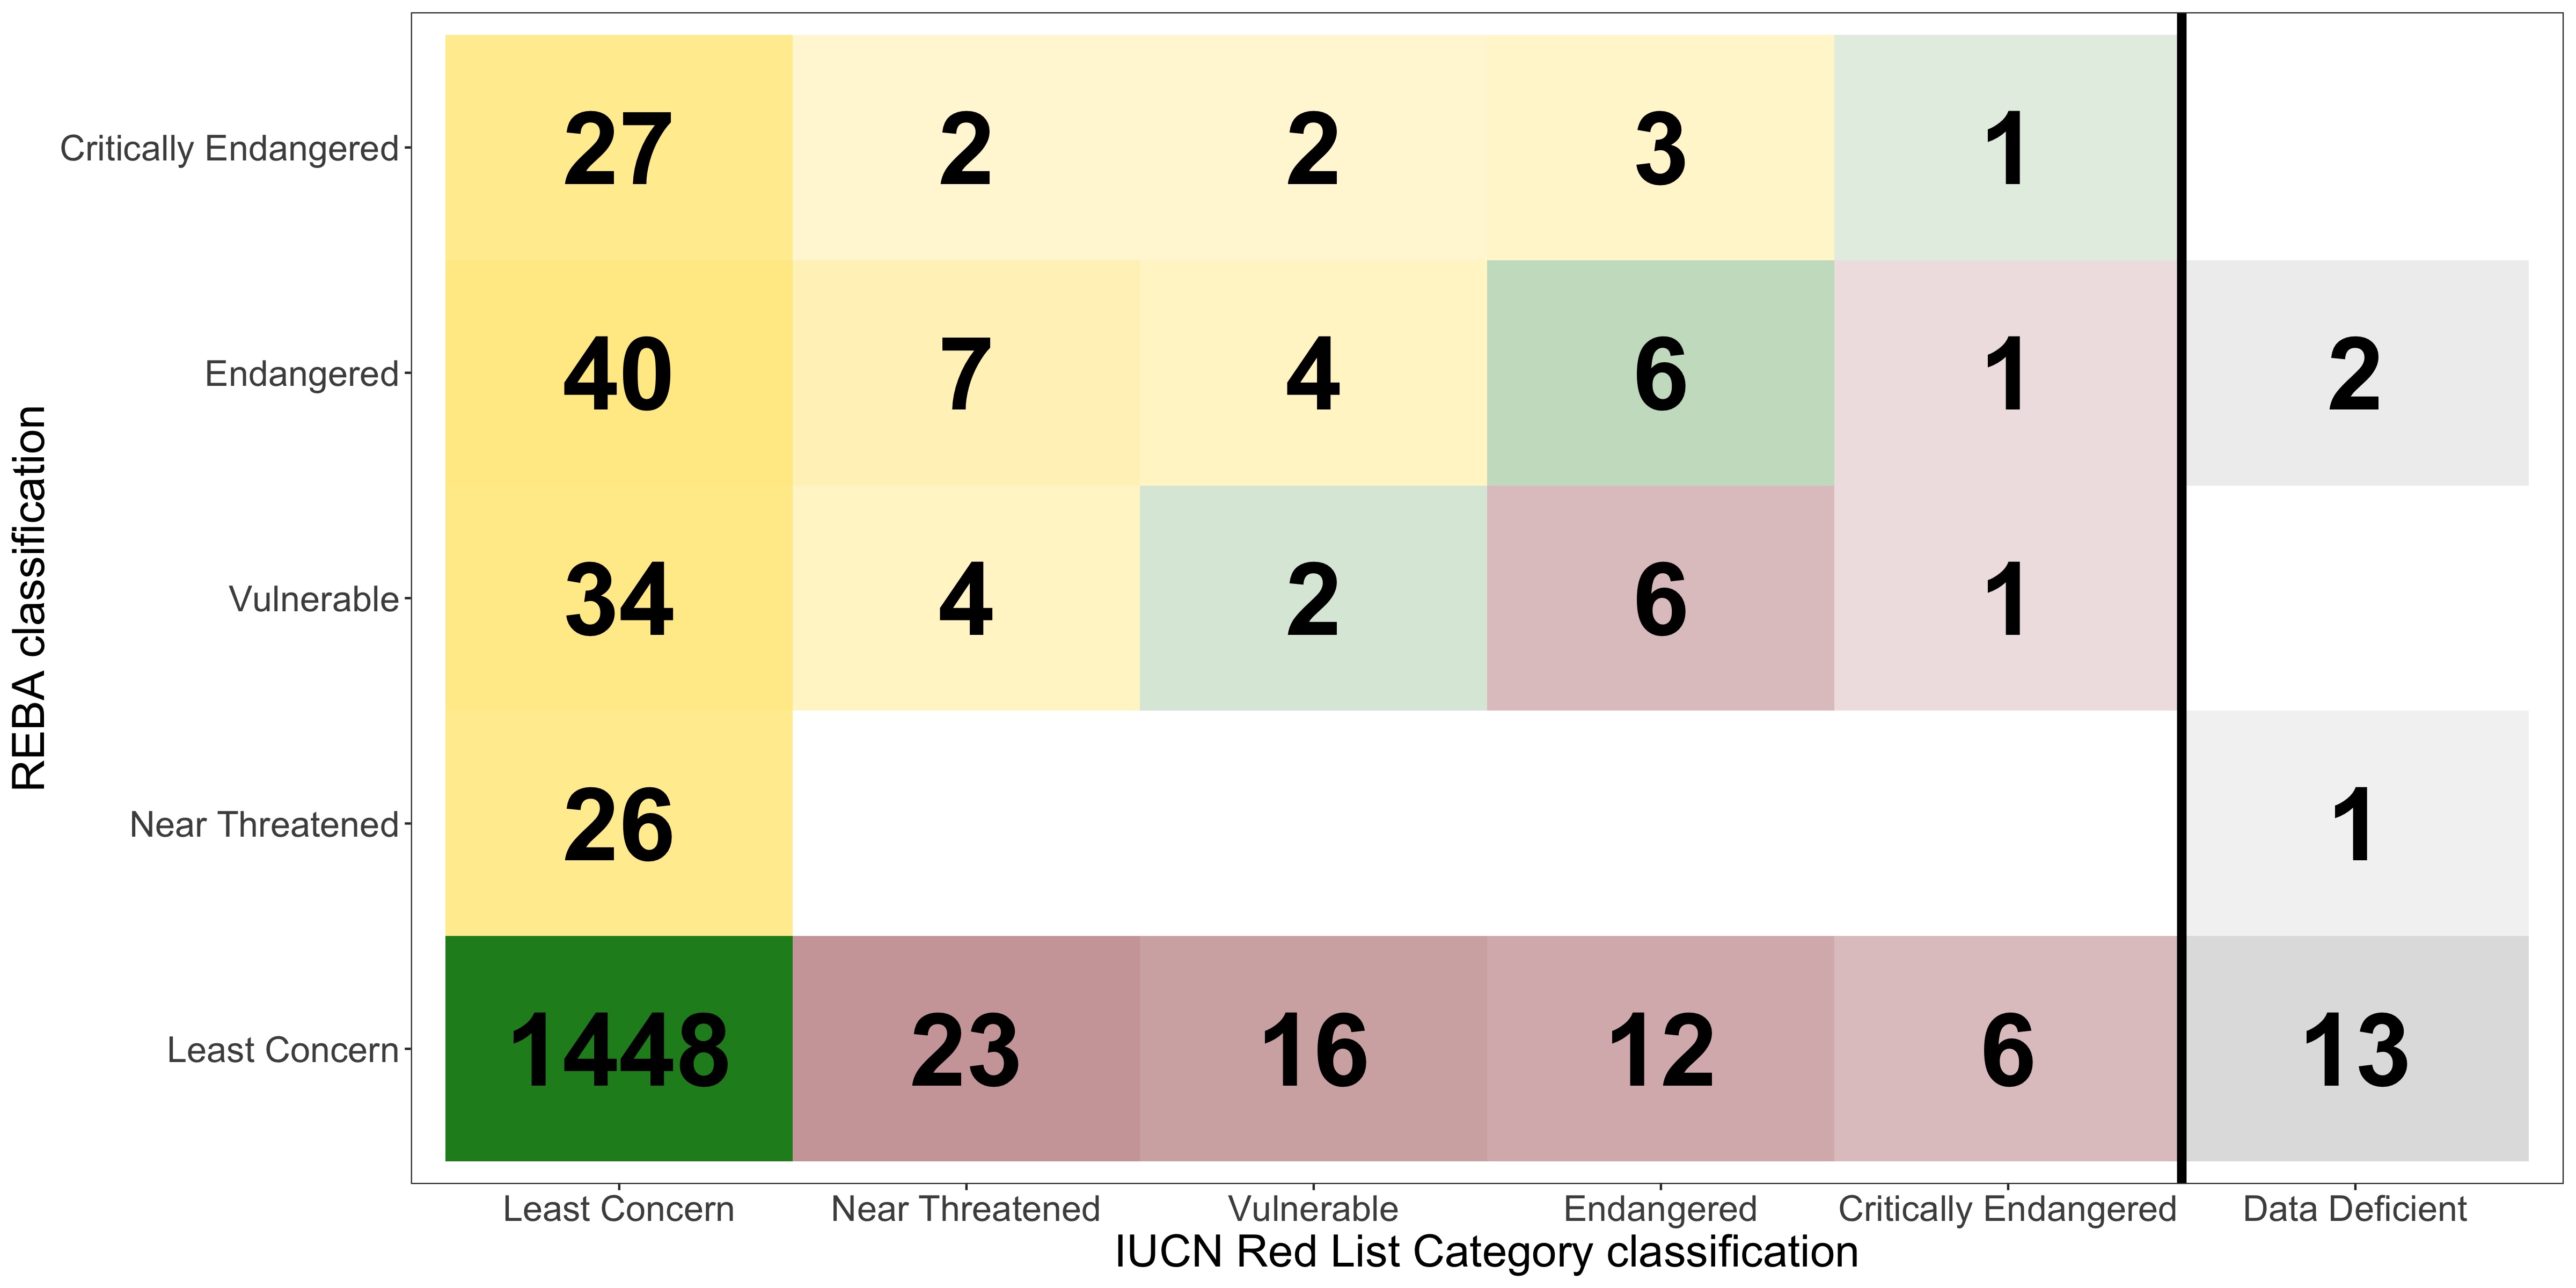 REBA classification
Critically Endangered 27 2 2 3 1
Endangered 40 7 4 6 1 2
Vulnerable 34 4 2 6 1
Near Threatened 26 1
Least Concern 1448 23 16 12 6 13
Least Concern Near Threatened Vulnerable Endangered Critically Endangered Data Deficient
IUCN Red List Category classification